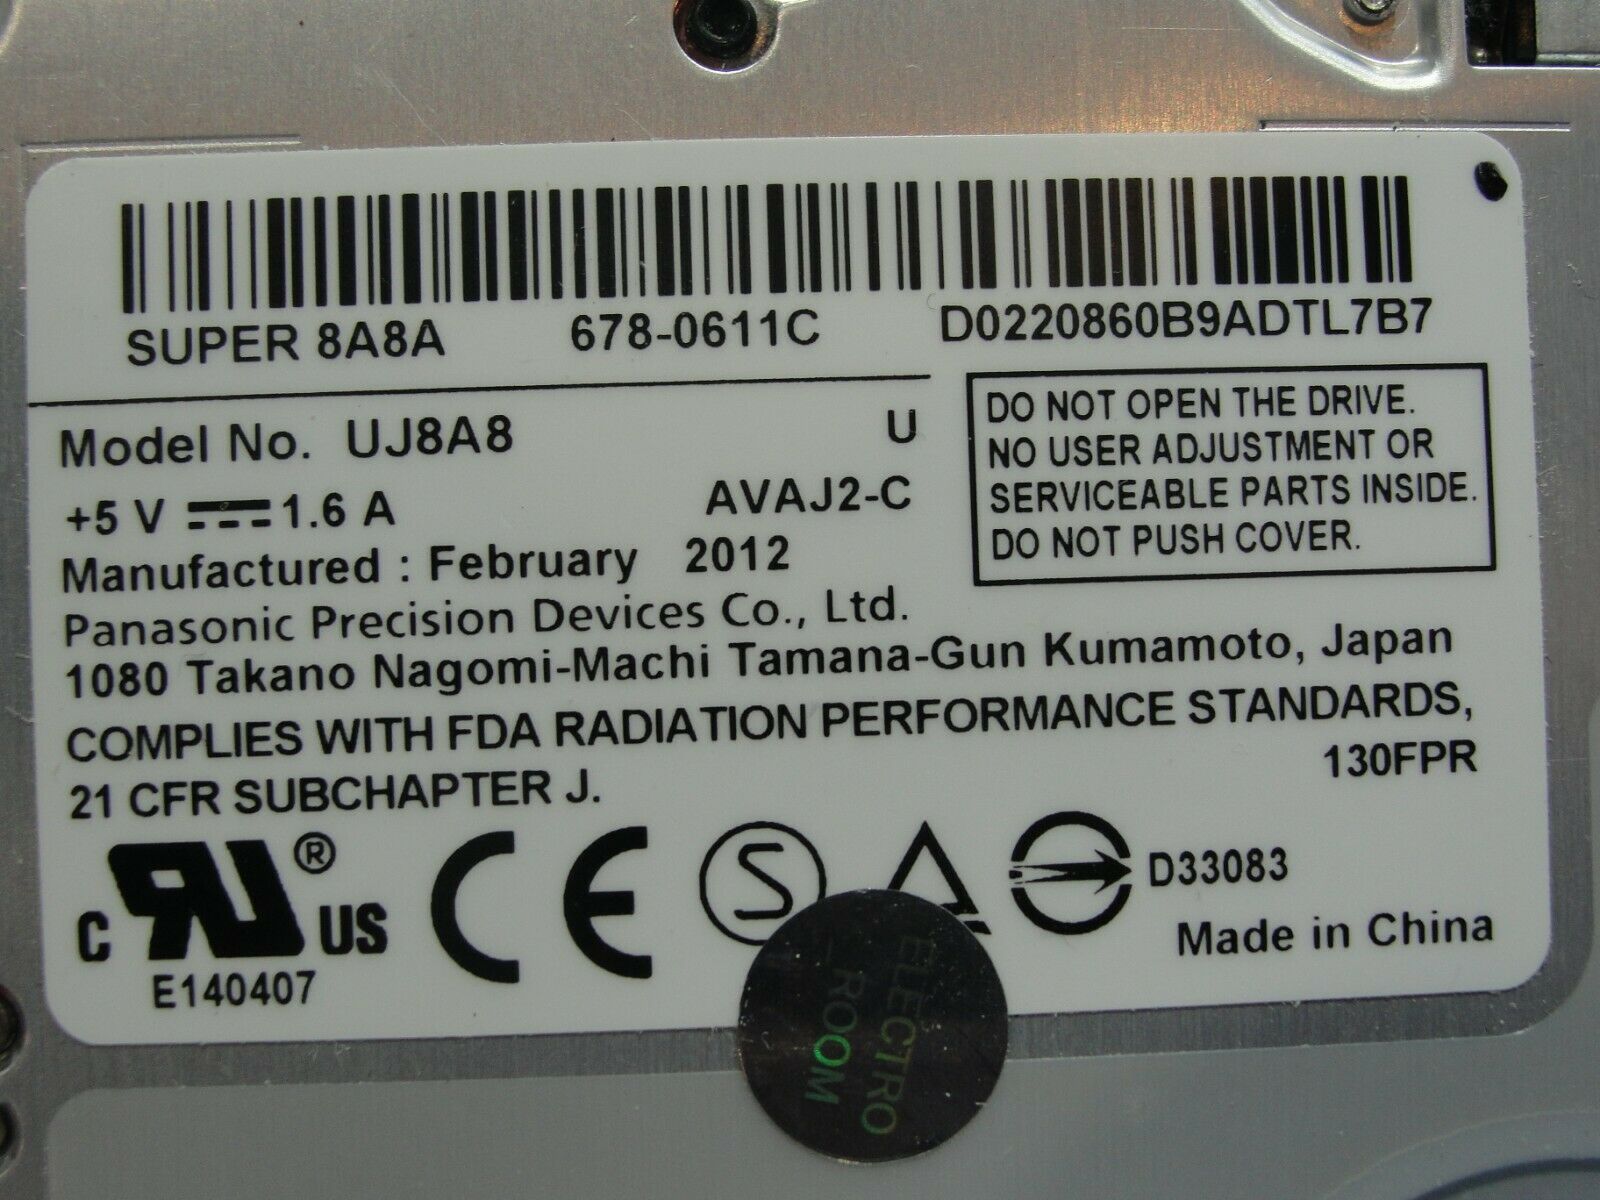 SUPER 8A8A 678-0611C D0220860B9ADTL7B7
Model No. UJ8A8 U
+5 V 1.6 A AVAJ2-C
Manufactured : February 2012
DO NOT OPEN THE DRIVE.
NO USER ADJUSTMENT OR
SERVICEABLE PARTS INSIDE.
DO NOT PUSH COVER.
Panasonic Precision Devices Co., Ltd.
1080 Takano Nagomi-Machi Tamana-Gun Kumamoto, Japan
COMPLIES WITH FDA RADIATION PERFORMANCE STANDARDS,
21 CFR SUBCHAPTER J. 130FPR
C RU ® US
E140407
CE
S
D33083
Made in China
ELECTRO
ROOM